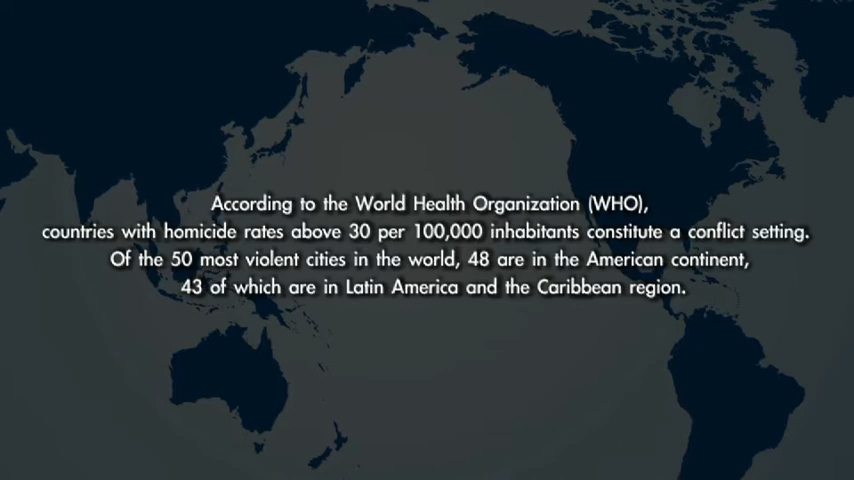 According to the World Health Organization (WHO),
countries with homicide rates above 30 per 100,000 inhabitants constitute a conflict setting.
Of the 50 most violent cities in the world, 48 are in the American continent,
43 of which are in Latin America and the Caribbean region.